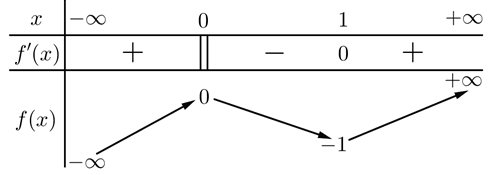 x −∞ 0 1 +∞
f′(x) + − 0 +
+∞
0
f(x)
−1
−∞